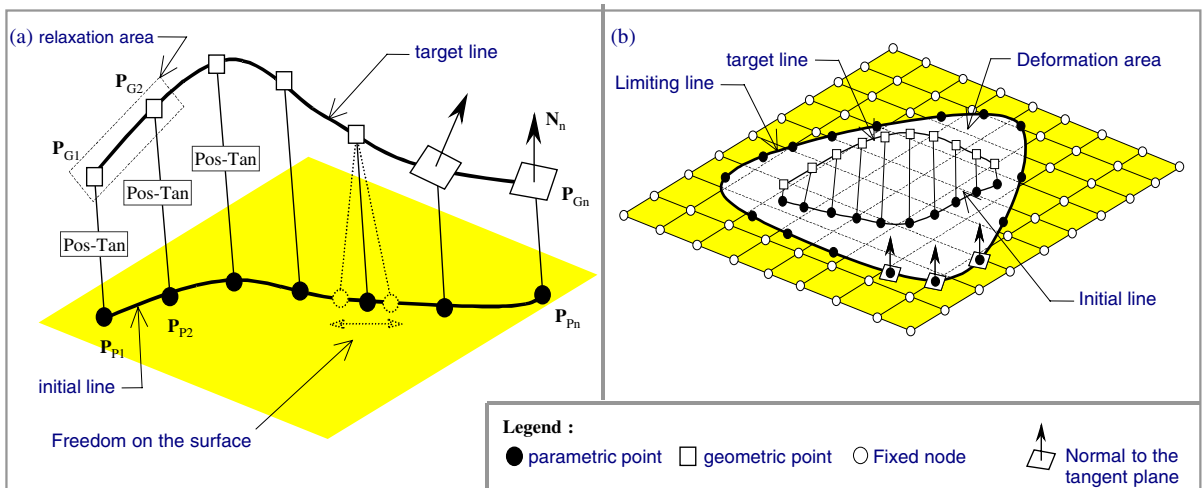 (a)
relaxation area
target line
P_G2
P_G1
N_n
Pos-Tan
Pos-Tan
Pos-Tan
P_Gn
P_P2
P_P1
P_Pn
initial line
Freedom on the surface
(b)
target line
Deformation area
Limiting line
Initial line
Legend :
parametric point
geometric point
Fixed node
Normal to the
tangent plane